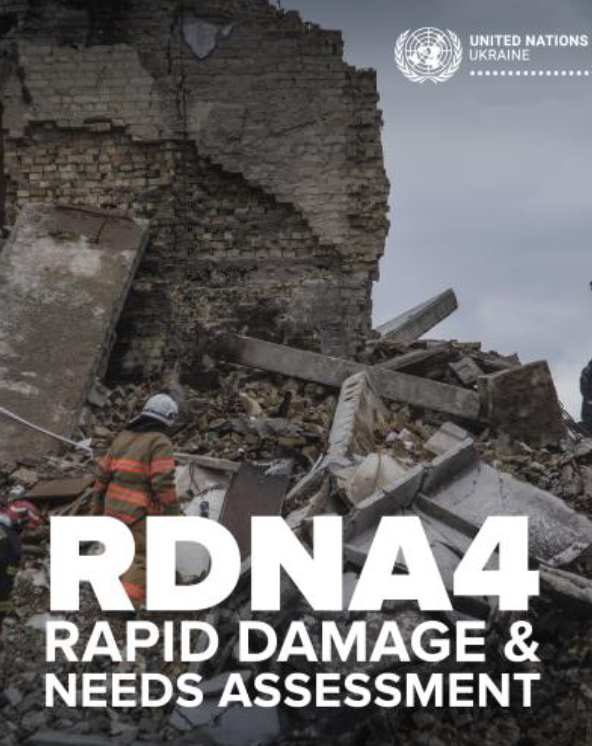 UNITED NATIONS
UKRAINE
RDNA4
RAPID DAMAGE &
NEEDS ASSESSMENT